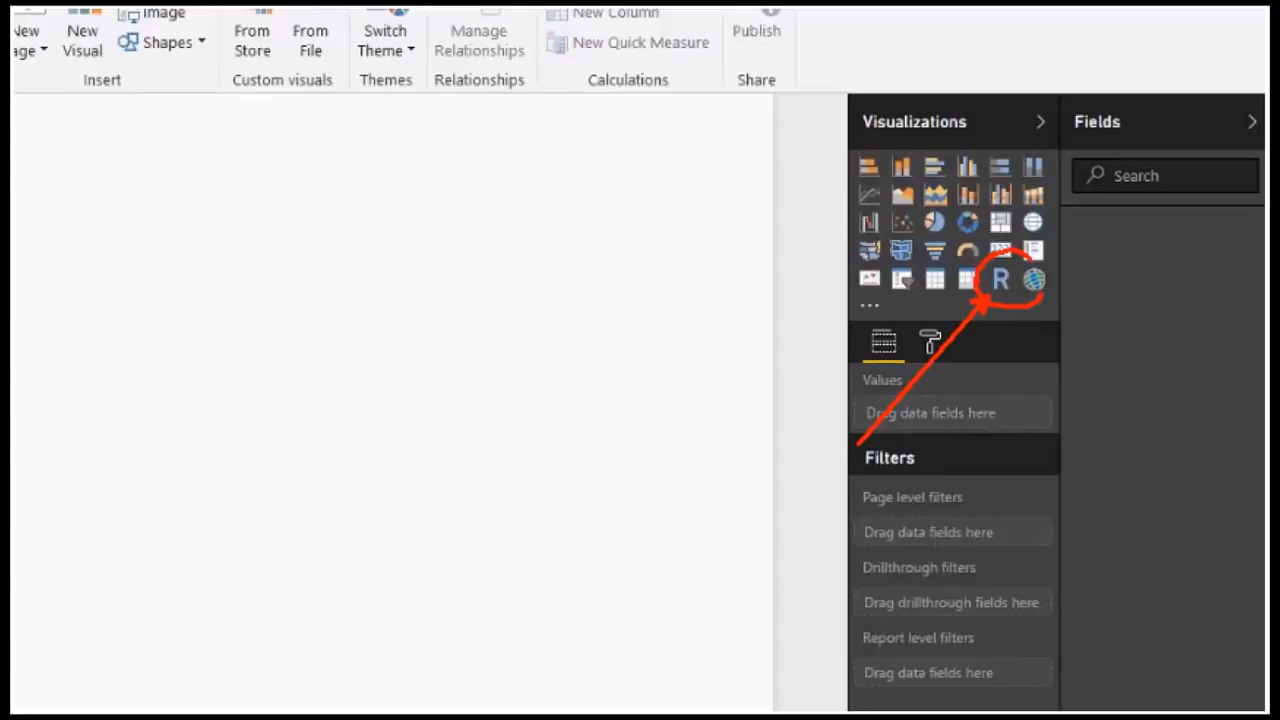 Image
New Column
New
age
New
Visual
Shapes
From
Store
From
File
Switch
Theme
Manage
Relationships
New Quick Measure
Publish
Insert
Custom visuals
Themes
Relationships
Calculations
Share
Visualizations
Fields
Search
R
...
Values
Drag data fields here
Filters
Page level filters
Drag data fields here
Drillthrough filters
Drag drillthrough fields here
Report level filters
Drag data fields here